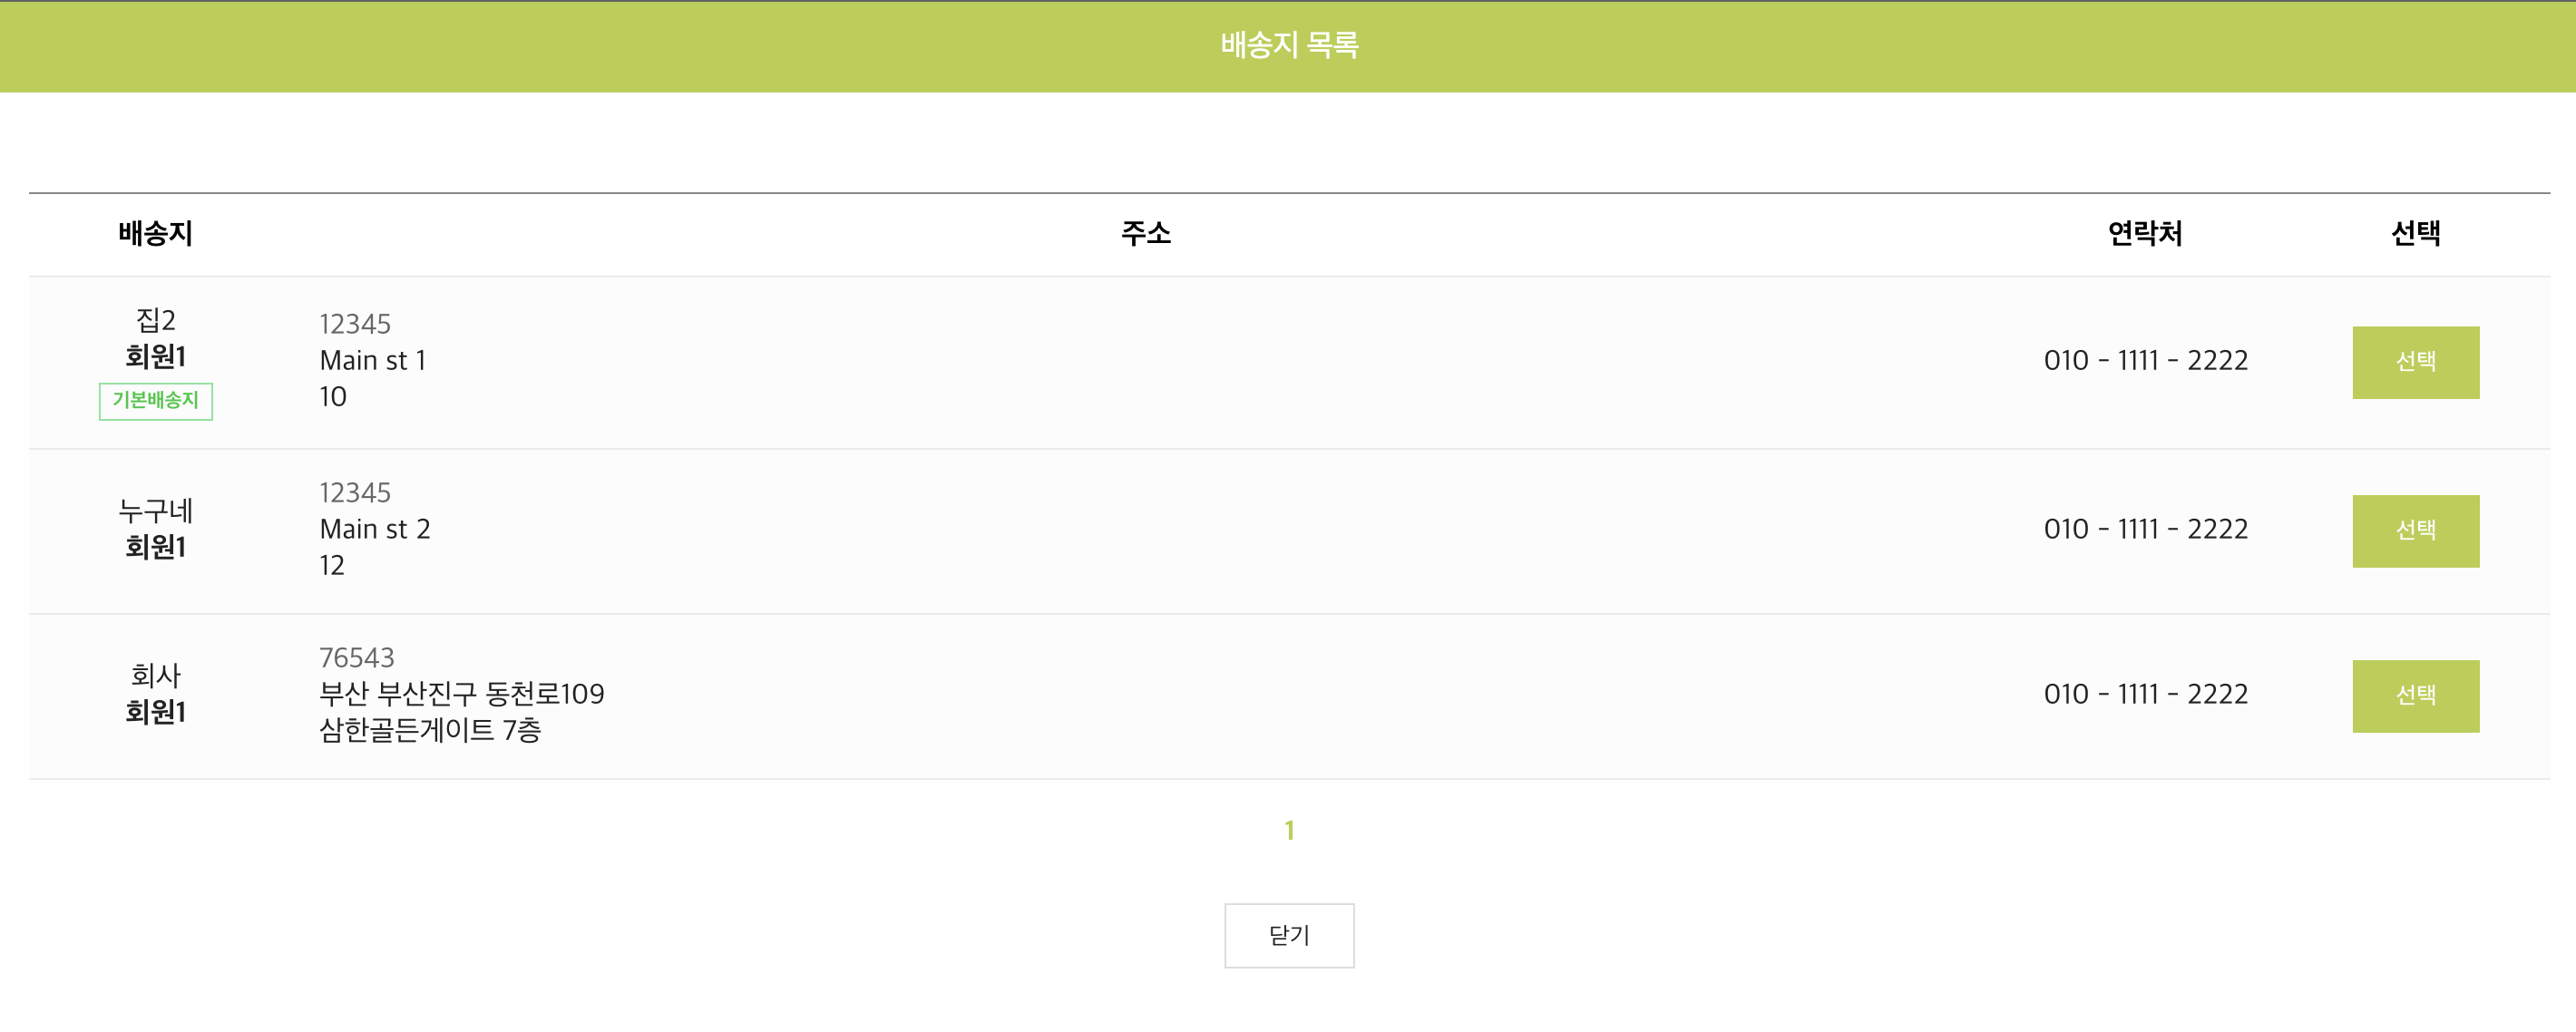 배송지 목록
배송지 주소 연락처 선택
집2
회원1
기본배송지
12345
Main st 1
10
010 - 1111 - 2222
선택
누구네
회원1
12345
Main st 2
12
010 - 1111 - 2222
선택
회사
회원1
76543
부산 부산진구 동천로109
삼한골든게이트 7층
010 - 1111 - 2222
선택
1
닫기